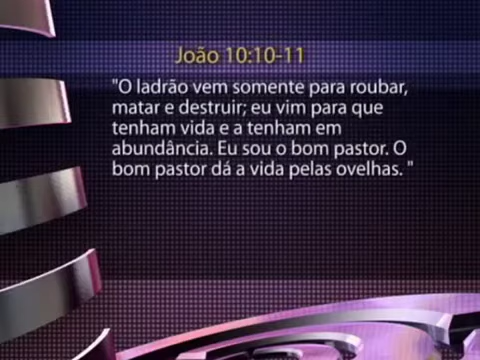 João 10:10-11
"O ladrão vem somente para roubar,
matar e destruir; eu vim para que
tenham vida e a tenham em
abundância. Eu sou o bom pastor. O
bom pastor dá a vida pelas ovelhas. "